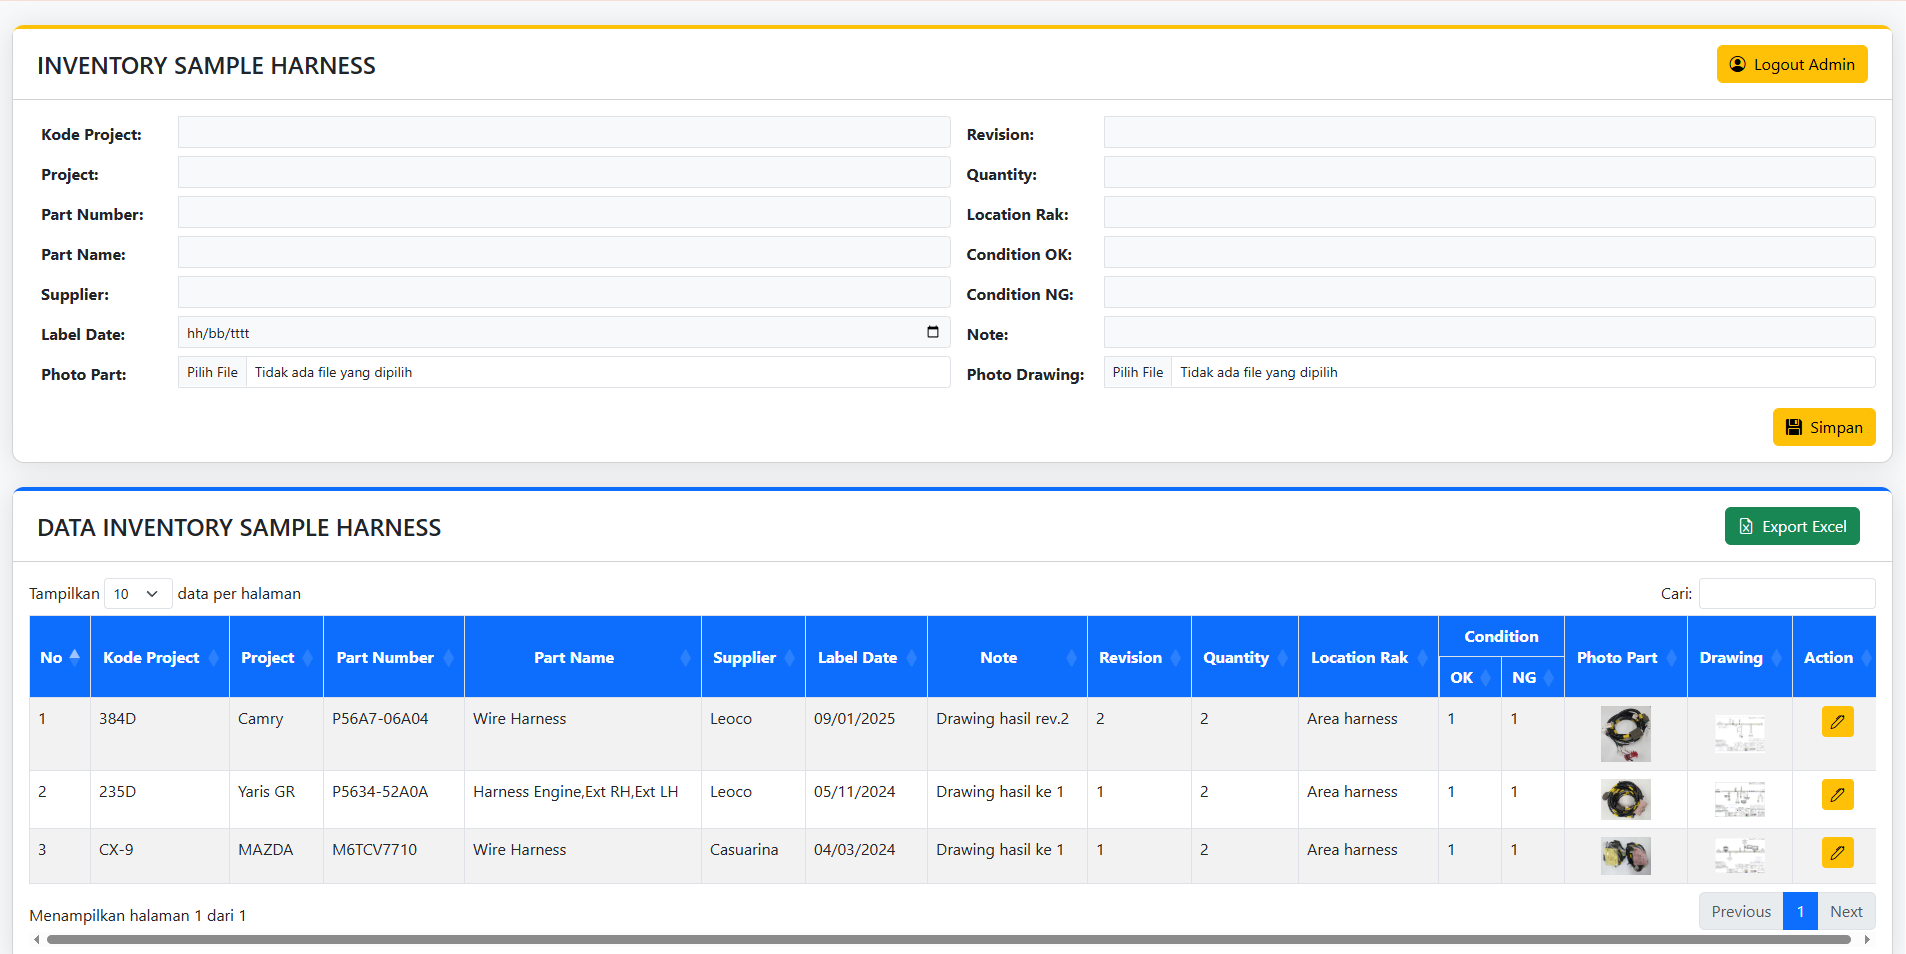 INVENTORY SAMPLE HARNESS
Logout Admin
Kode Project:
Revision:
Project:
Quantity:
Part Number:
Location Rak:
Part Name:
Condition OK:
Supplier:
Condition NG:
Label Date: hh/bb/tttt
Note:
Photo Part: Pilih File Tidak ada file yang dipilih
Photo Drawing: Pilih File Tidak ada file yang dipilih
Simpan
DATA INVENTORY SAMPLE HARNESS
Export Excel
Tampilkan 10 data per halaman
Cari:
No Kode Project Project Part Number Part Name Supplier Label Date Note Revision Quantity Location Rak Condition Photo Part Drawing Action
OK NG
1 384D Camry P56A7-06A04 Wire Harness Leoco 09/01/2025 Drawing hasil rev.2 2 2 Area harness 1 1
2 235D Yaris GR P5634-52A0A Harness Engine,Ext RH,Ext LH Leoco 05/11/2024 Drawing hasil ke 1 1 2 Area harness 1 1
3 CX-9 MAZDA M6TCV7710 Wire Harness Casuarina 04/03/2024 Drawing hasil ke 1 1 2 Area harness 1 1
Menampilkan halaman 1 dari 1
Previous 1 Next